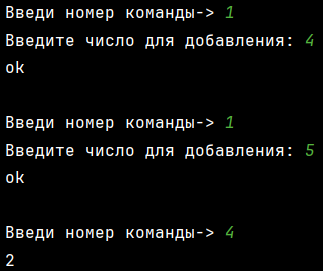 Введи номер команды-> 1
Введите число для добавления: 4
ok
Введи номер команды-> 1
Введите число для добавления: 5
ok
Введи номер команды-> 4
2